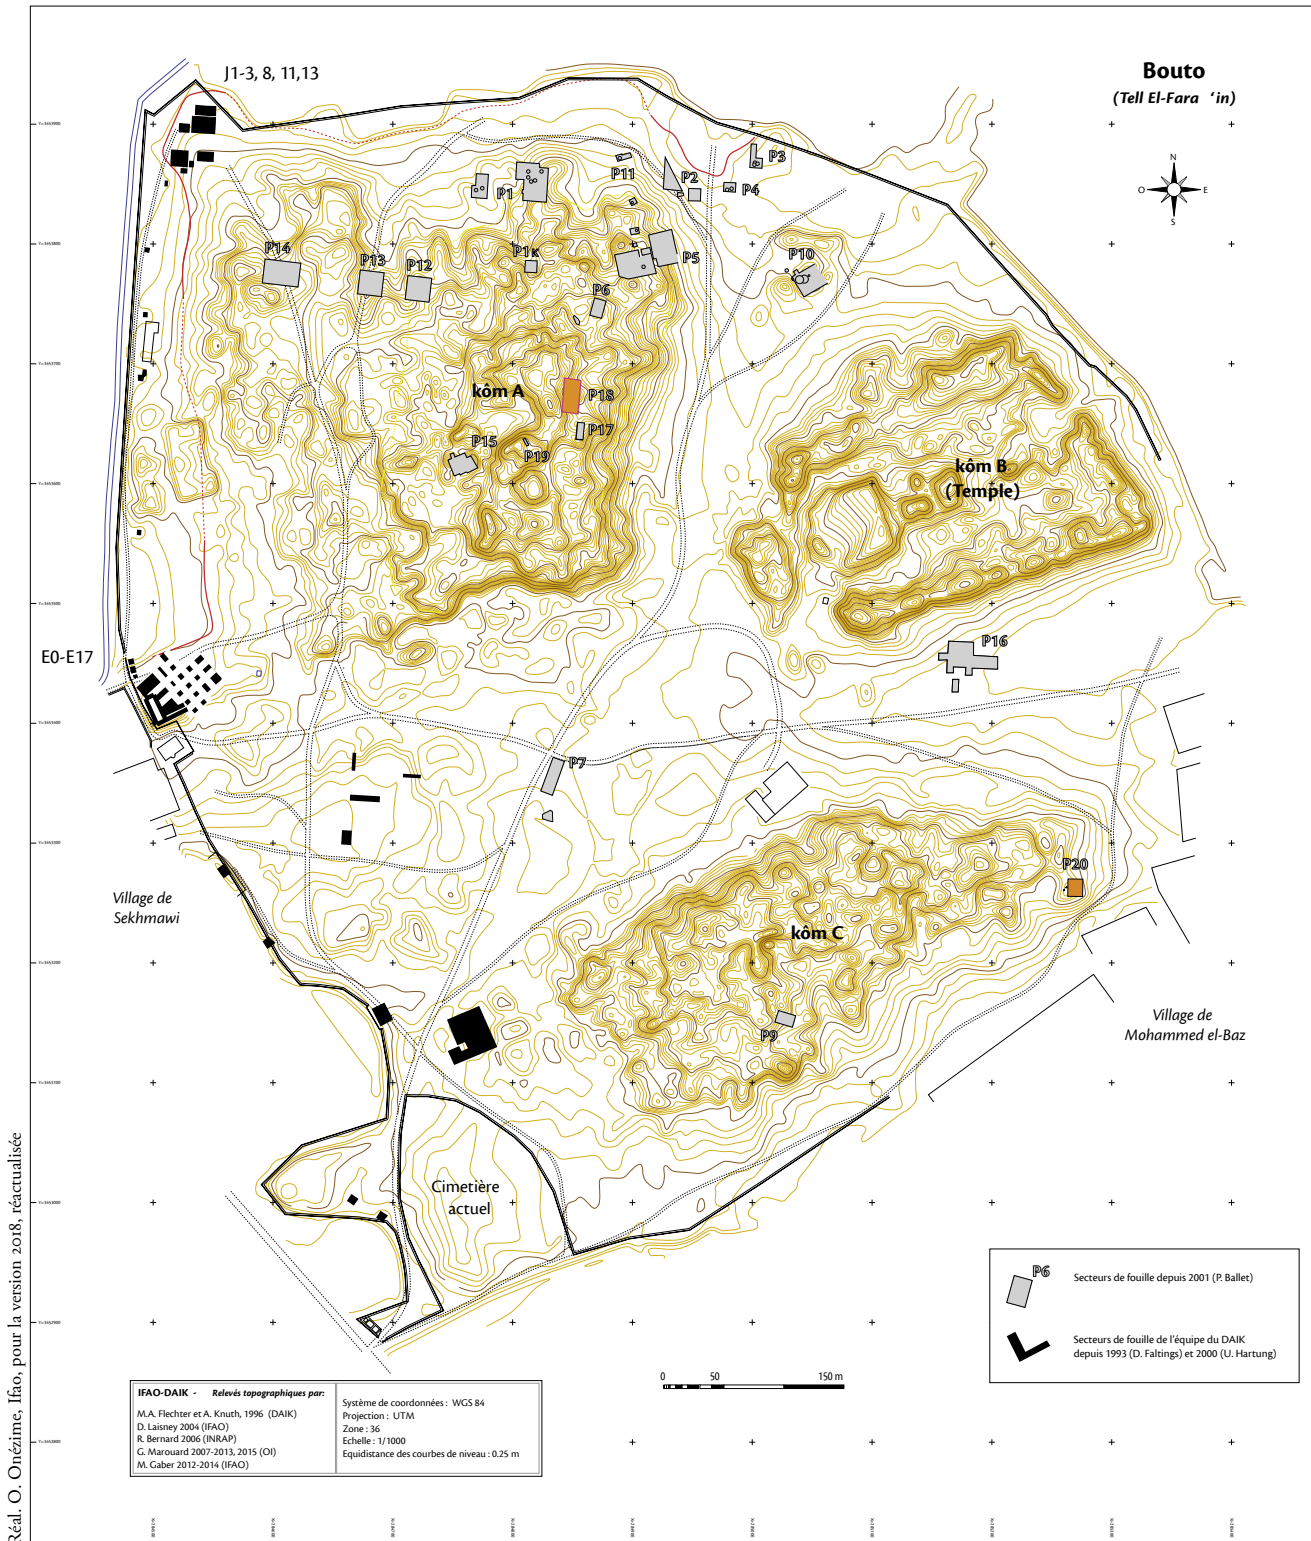 Bouto
(Tell El-Fara ‘in)
J1-3, 8, 11,13
N
O
E
S
P11
P3
P2
P4
P1
P14
P13
P12
P1 K
P5
P10
P6
kôm A
P18
P17
P15
P19
kôm B
(Temple)
E0-E17
P16
P7
P20
Village de
Sekhmawi
kôm C
P9
Village de
Mohammed el-Baz
Cimetière
actuel
P6
Secteurs de fouille depuis 2001 (P. Ballet)
Secteurs de fouille de l'équipe du DAIK
depuis 1993 (D. Faltings) et 2000 (U. Hartung)
0 50 150 m
IFAO-DAIK - Relevés topographiques par:
M.A. Flechter et A. Knuth, 1996 (DAIK)
D. Laisney 2004 (IFAO)
R. Bernard 2006 (INRAP)
G. Marouard 2007-2013, 2015 (OI)
M. Gaber 2012-2014 (IFAO)
Système de coordonnées : WGS 84
Projection : UTM
Zone : 36
Echelle : 1/1000
Equidistance des courbes de niveau : 0.25 m
Réal. O. Onézime, Ifao, pour la version 2018, réactualisée